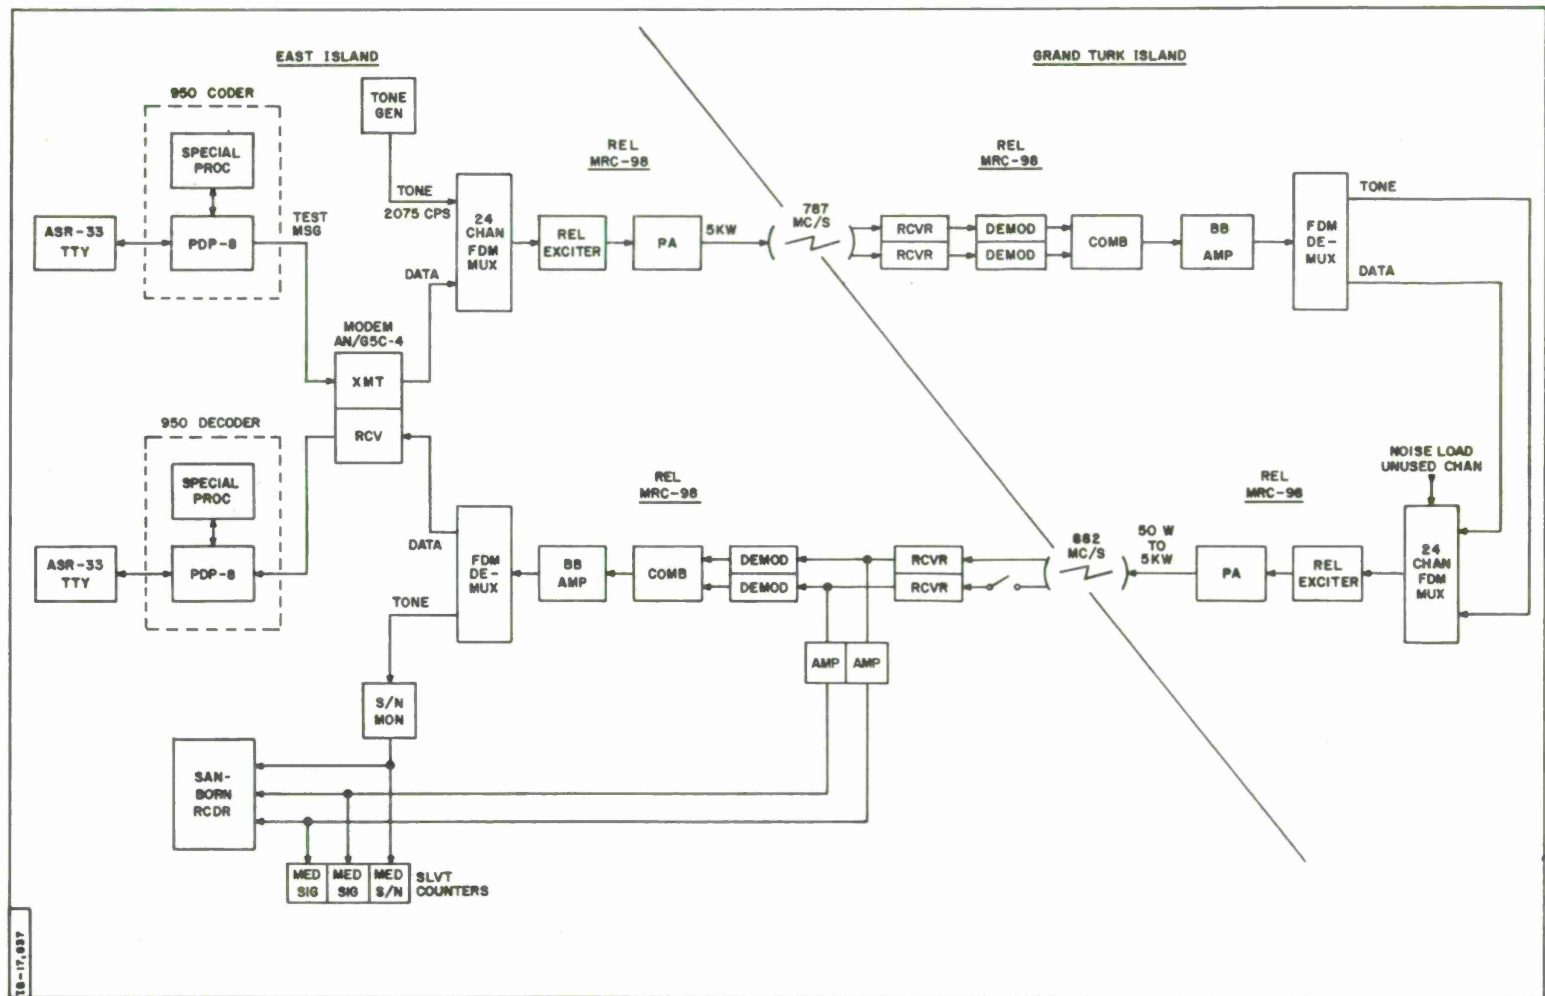 EAST ISLAND
GRAND TURK ISLAND
950 CODER
TONE
GEN
SPECIAL
PROC
ASR-33
TTY
PDP-8
TEST
MSG
TONE
2075 CPS
DATA
24
CHAN
FDM
MUX
REL
MRC-98
REL
EXCITER
PA
5KW
787
MC/S
REL
MRC-98
RCVR
RCVR
DEMOD
DEMOD
COMB
BB
AMP
FDM
DE-
MUX
TONE
DATA
MODEM
AN/GSC-4
XMT
RCV
950 DECODER
SPECIAL
PROC
ASR-33
TTY
PDP-8
DATA
TONE
FDM
DE-
MUX
BB
AMP
REL
MRC-98
COMB
DEMOD
DEMOD
RCVR
RCVR
AMP
AMP
882
MC/S
50 W
TO
5KW
PA
REL
MRC-98
REL
EXCITER
NOISE LOAD
UNUSED CHAN
24
CHAN
FDM
MUX
S/N
MON
SAN-
BORN
RCDR
MED
SIG
MED
SIG
MED
S/N
SLVT
COUNTERS